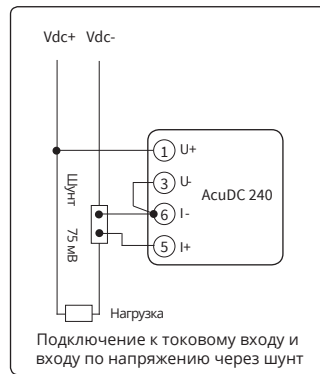 Vdc+ Vdc-
1 U+
3 U-
AcuDC 240
6 I-
5 I+
Шунт 75 мВ
Нагрузка
Подключение к токовому входу и
входу по напряжению через шунт